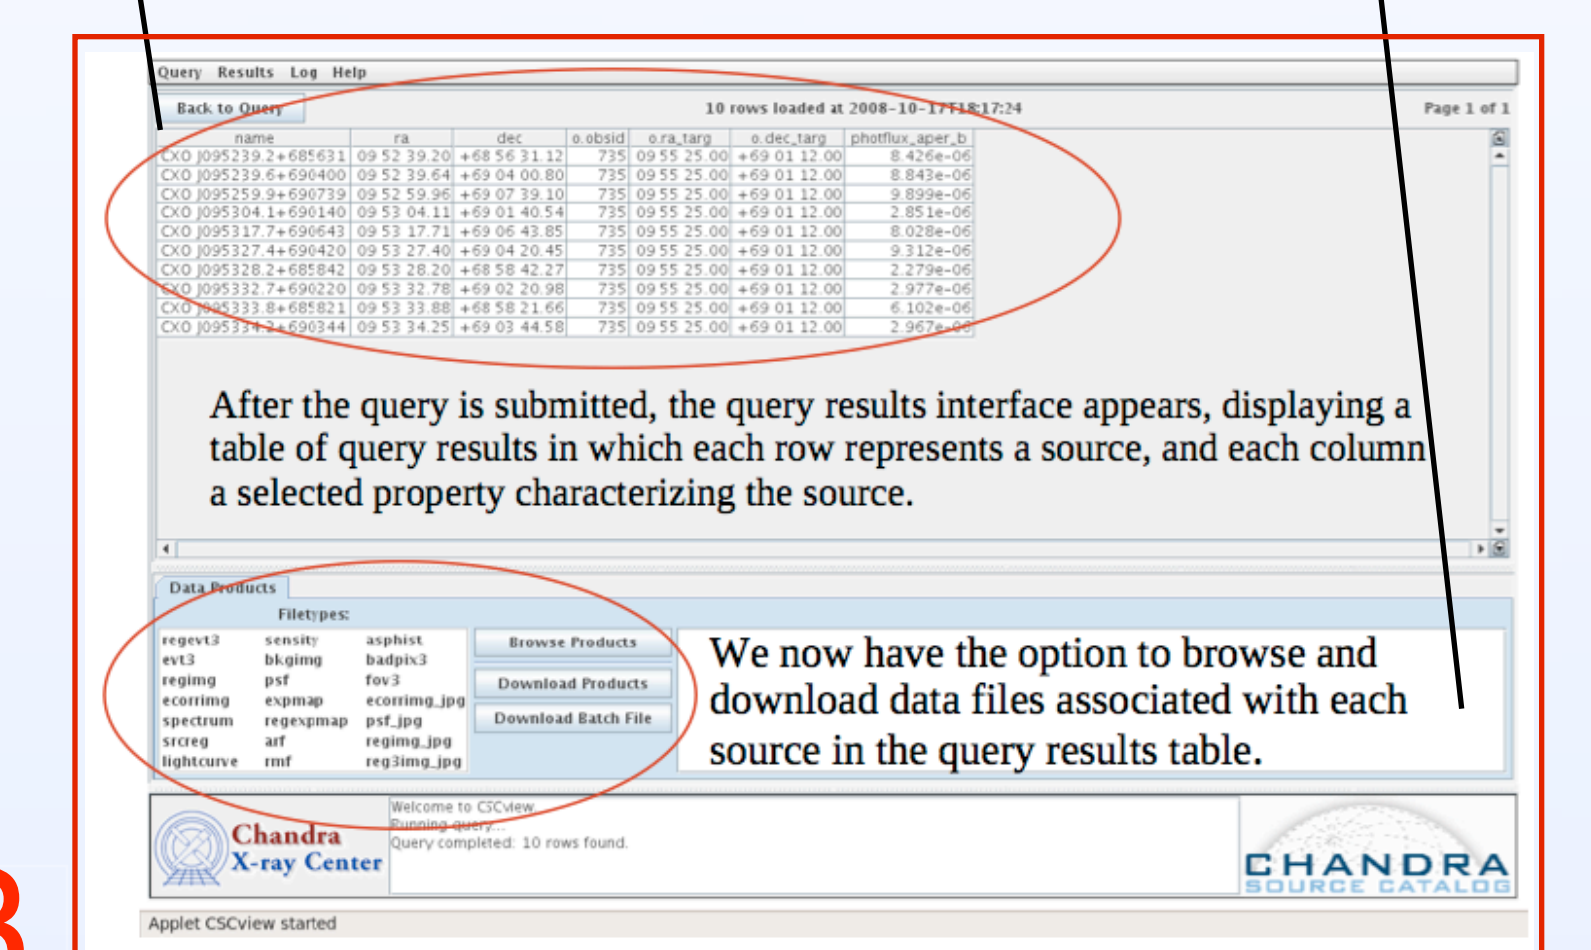 Query Results Log Help
Back to Query 10 rows loaded at 2008-10-17T18:17:24 Page 1 of 1
name ra dec o.obsid o.ra_targ o.dec_targ photflux_aper_b
CXO J095239.2+685631 09 52 39.20 +68 56 31.12 735 09 55 25.00 +69 01 12.00 8.426e-06
CXO J095239.6+690400 09 52 39.64 +69 04 00.80 735 09 55 25.00 +69 01 12.00 8.843e-06
CXO J095259.9+690739 09 52 59.96 +69 07 39.10 735 09 55 25.00 +69 01 12.00 9.899e-06
CXO J095304.1+690140 09 53 04.11 +69 01 40.54 735 09 55 25.00 +69 01 12.00 2.851e-06
CXO J095317.7+690643 09 53 17.71 +69 06 43.85 735 09 55 25.00 +69 01 12.00 8.028e-06
CXO J095327.4+690420 09 53 27.40 +69 04 20.45 735 09 55 25.00 +69 01 12.00 9.312e-06
CXO J095328.2+685842 09 53 28.20 +68 58 42.27 735 09 55 25.00 +69 01 12.00 2.279e-06
CXO J095332.7+690220 09 53 32.78 +69 02 20.98 735 09 55 25.00 +69 01 12.00 2.977e-06
CXO J095333.8+685821 09 53 33.88 +68 58 21.66 735 09 55 25.00 +69 01 12.00 6.102e-06
CXO J095334.2+690344 09 53 34.25 +69 03 44.58 735 09 55 25.00 +69 01 12.00 2.967e-06
After the query is submitted, the query results interface appears, displaying a
table of query results in which each row represents a source, and each column
a selected property characterizing the source.
Data Products
Filetypes:
regevt3 sensity asphist
evt3 bkgimg badpix3
regimg psf fov3
ecorrimg expmap ecorrimg_jpg
spectrum regexpmap psf_jpg
srcreg arf regimg_jpg
lightcurve rmf reg3img_jpg
Browse Products
Download Products
Download Batch File
We now have the option to browse and
download data files associated with each
source in the query results table.
Chandra
X-ray Center
Welcome to CSCview
Running query...
Query completed: 10 rows found.
CHANDRA
SOURCE CATALOG
3
Applet CSCview started